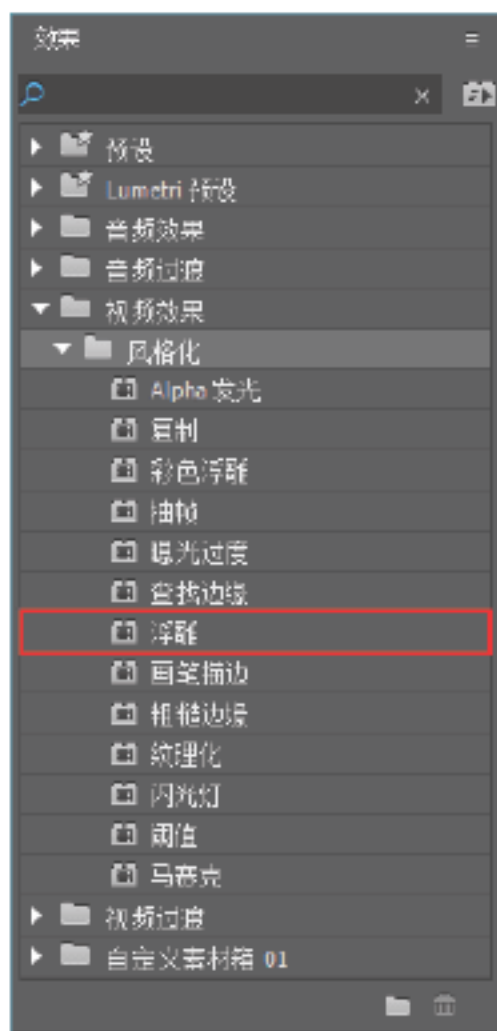 效果
预设
Lumetri 预设
音频效果
音频过渡
视频效果
风格化
Alpha 发光
复制
彩色浮雕
抽帧
曝光过度
查找边缘
浮雕
画笔描边
粗糙边缘
纹理化
闪光灯
阈值
马赛克
视频过渡
自定义素材箱 01